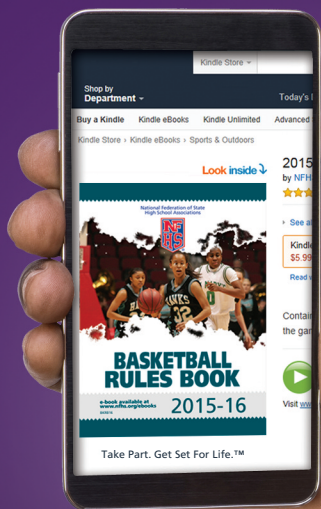 Kindle Store
Shop by
Department
Today's
Buy a Kindle Kindle eBooks Kindle Unlimited Advanced
Kindle Store › Kindle eBooks › Sports & Outdoors
Look inside
2015
by NFH
See a
Kindle
$5.99
Read
Contain
the gam
Visit ww
National Federation of State
High School Associations
NF
HS
HAWKS
32
0
BASKETBALL
RULES BOOK
e-book available at
www.nfhs.org/ebooks
2015-16
Take Part. Get Set For Life.™